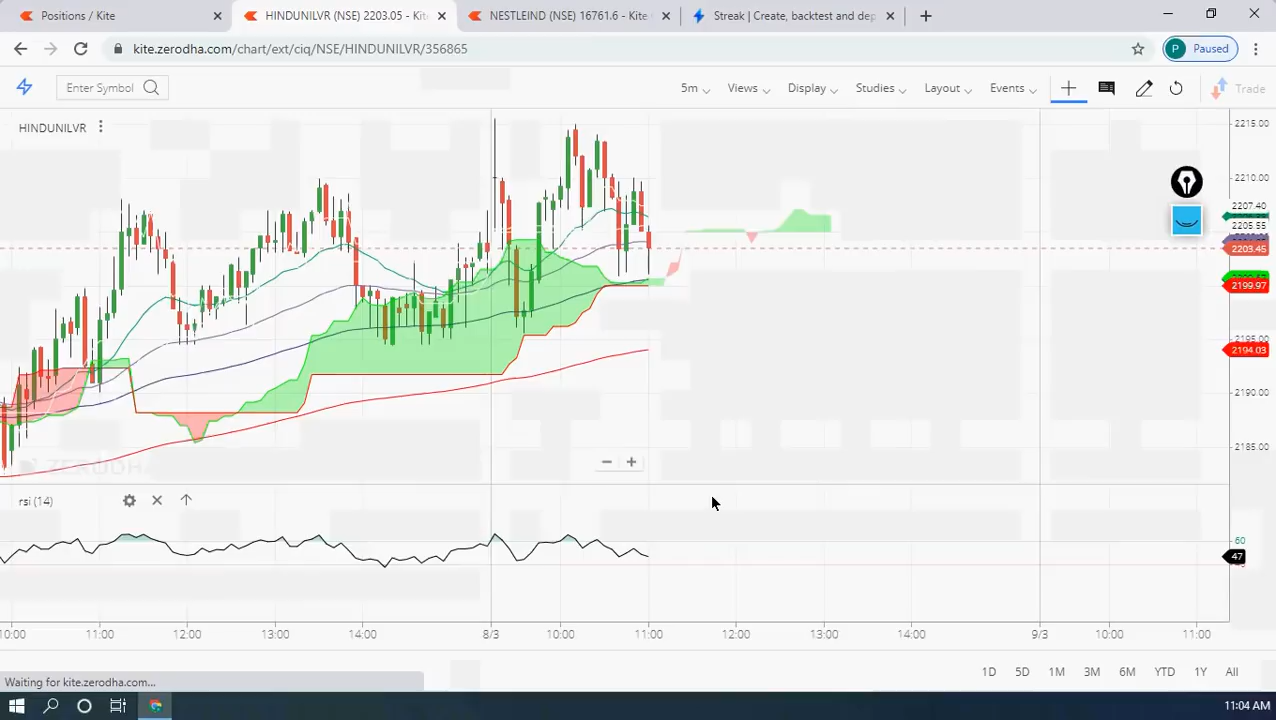 Positions / Kite
HINDUNILVR (NSE) 2203.05 - Kite
NESTLEIND (NSE) 16761.6 - Kite
Streak | Create, backtest and dep
kite.zerodha.com/chart/ext/ciq/NSE/HINDUNILVR/356865
P Paused
Enter Symbol
5m Views Display Studies Layout Events Trade
HINDUNILVR
2215.00
2210.00
2207.40
2205.55
2203.45
2199.97
2195.00
2194.03
2190.00
2185.00
ZERODHA
rsi (14)
60
47
10:00 11:00 12:00 13:00 14:00 8/3 10:00 11:00 12:00 13:00 14:00 9/3 10:00 11:00
1D 5D 1M 3M 6M YTD 1Y All
Waiting for kite.zerodha.com...
11:04 AM